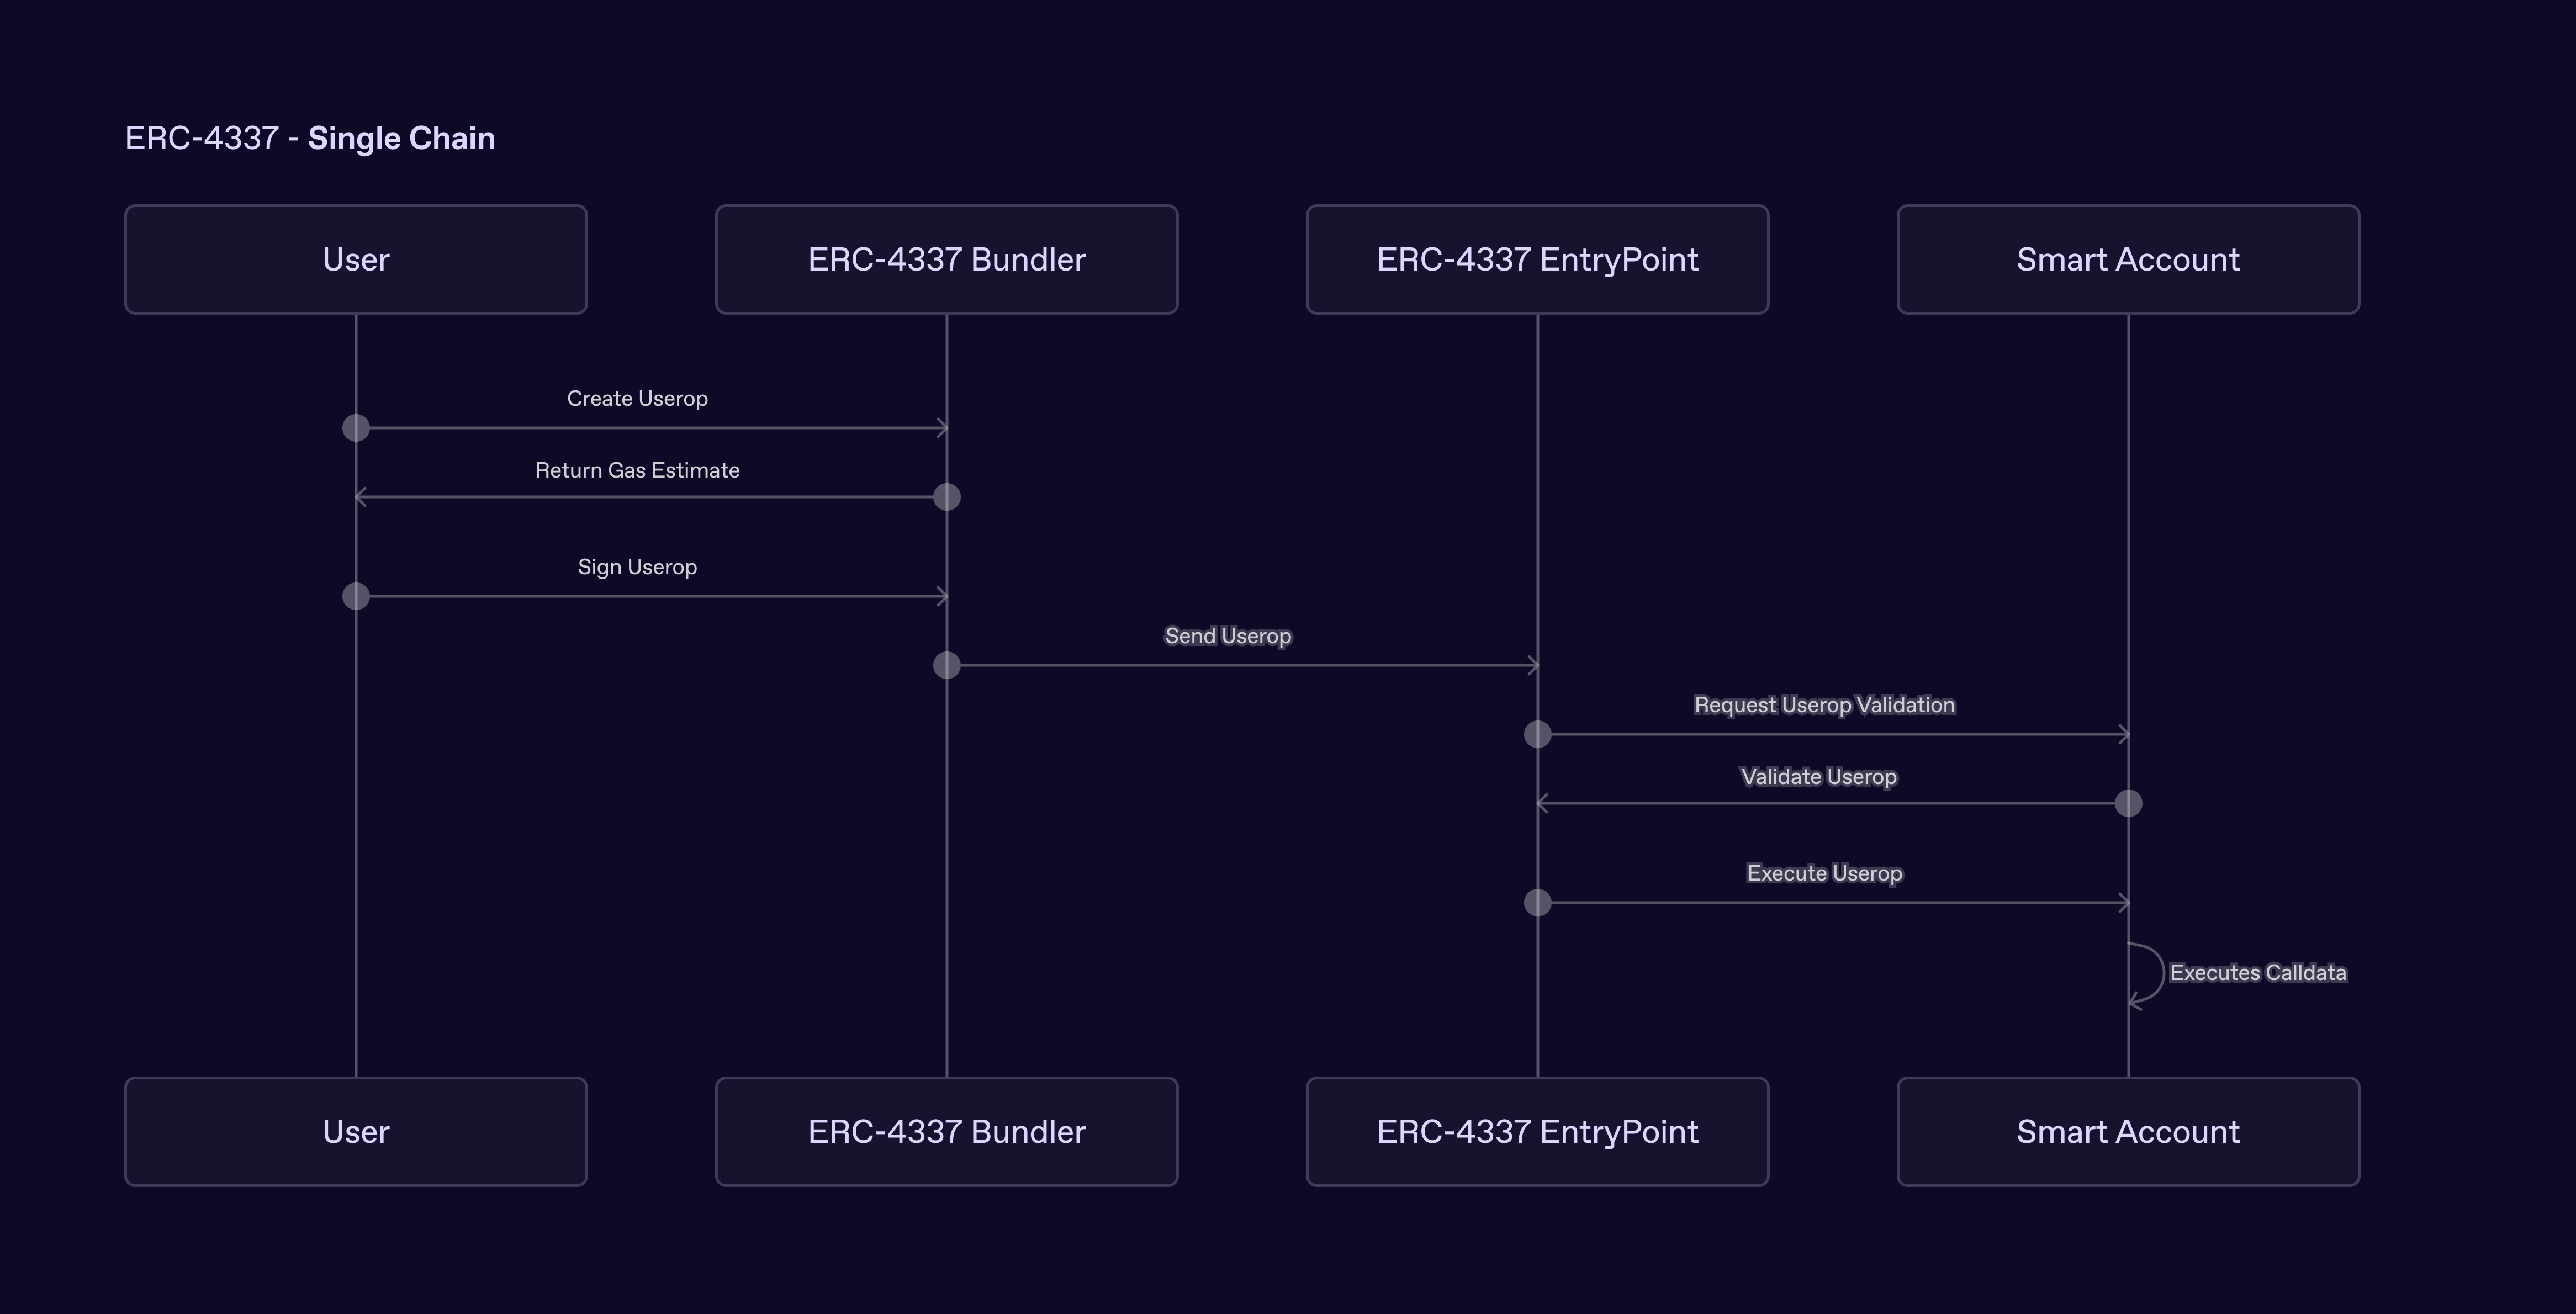 ERC-4337 - Single Chain
User
ERC-4337 Bundler
ERC-4337 EntryPoint
Smart Account
Create Userop
Return Gas Estimate
Sign Userop
Send Userop
Request Userop Validation
Validate Userop
Execute Userop
Executes Calldata
User
ERC-4337 Bundler
ERC-4337 EntryPoint
Smart Account